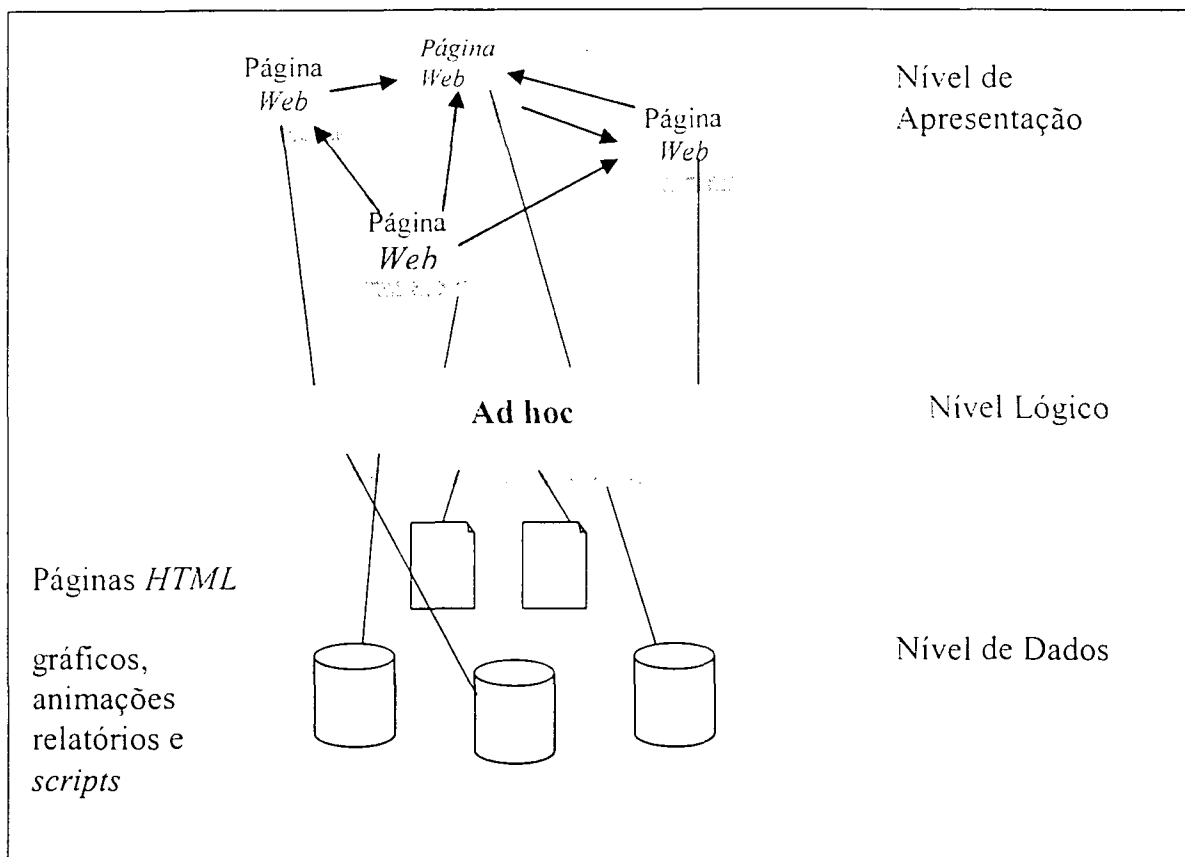 Página
Web
Página
Web
Página
Web
Página
Web
Nível de
Apresentação
Ad hoc
Nível Lógico
Páginas HTML
gráficos,
animações
relatórios e
scripts
Nível de Dados